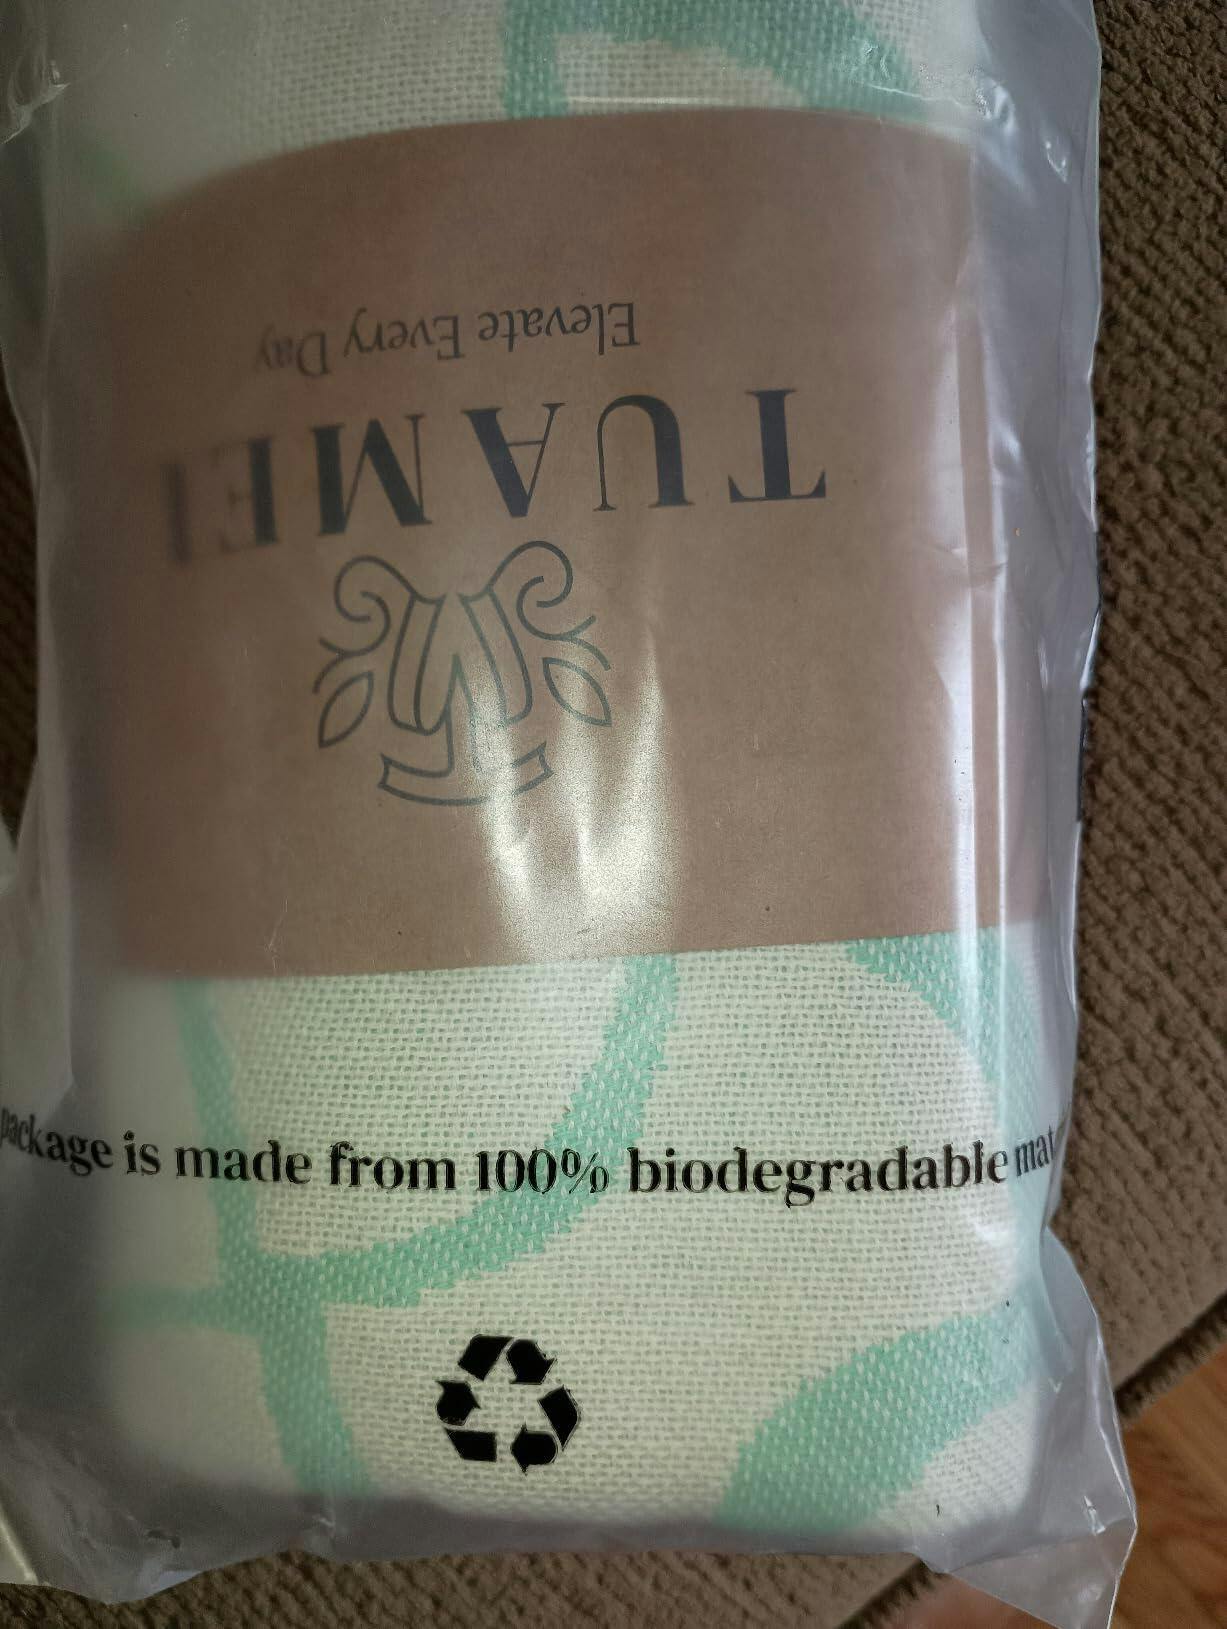 TUAMEI
Elevate Every Day
package is made from 100% biodegradable